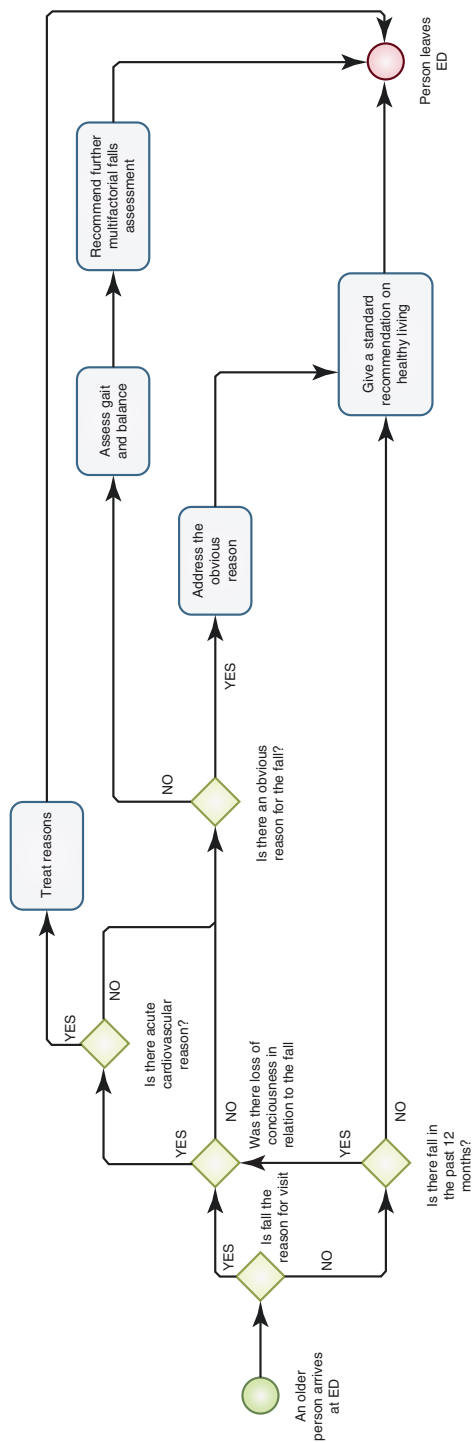 An older
person arrives
at ED
Is fall the
reason for visit
YES
NO
Is there fall in
the past 12
months?
YES
NO
Was there loss of
conciousness in
relation to the fall
YES
NO
Is there acute
cardiovascular
reason?
YES
NO
Treat reasons
Is there an obvious
reason for the fall?
NO
YES
Assess gait
and balance
Recommend further
multifactorial falls
assessment
Address the
obvious
reason
Give a standard
recommendation on
healthy living
Person leaves
ED